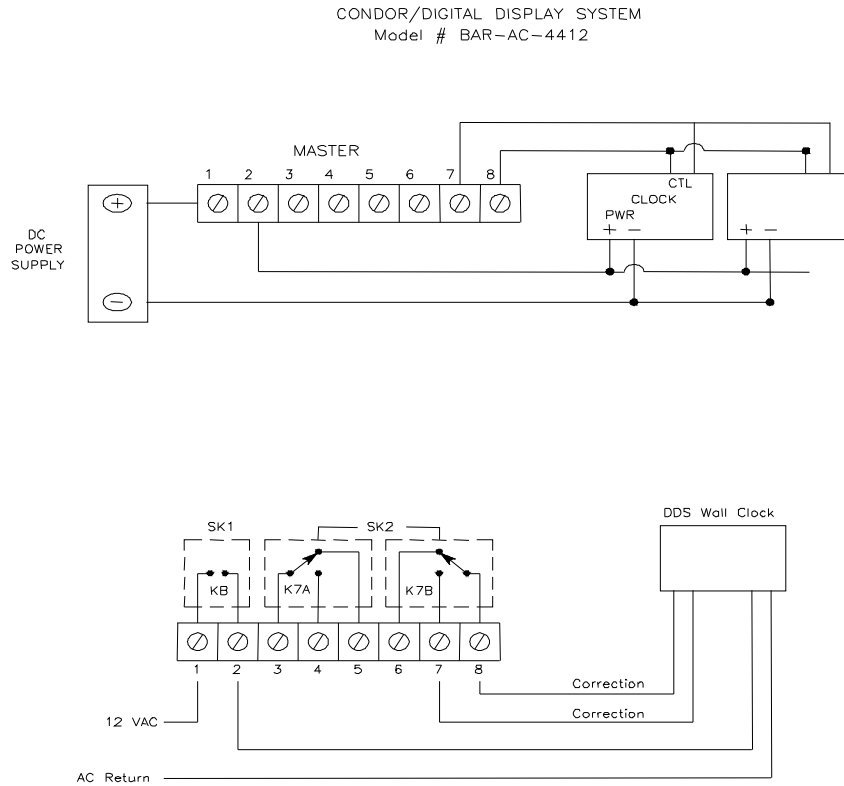 CONDOR/DIGITAL DISPLAY SYSTEM
Model # BAR-AC-4412
MASTER
1 2 3 4 5 6 7 8
CTL
CLOCK
PWR
+ -
+ -
+
DC
POWER
SUPPLY
-
SK1
SK2
DDS Wall Clock
KB
K7A
K7B
1 2 3 4 5 6 7 8
Correction
Correction
12 VAC
AC Return